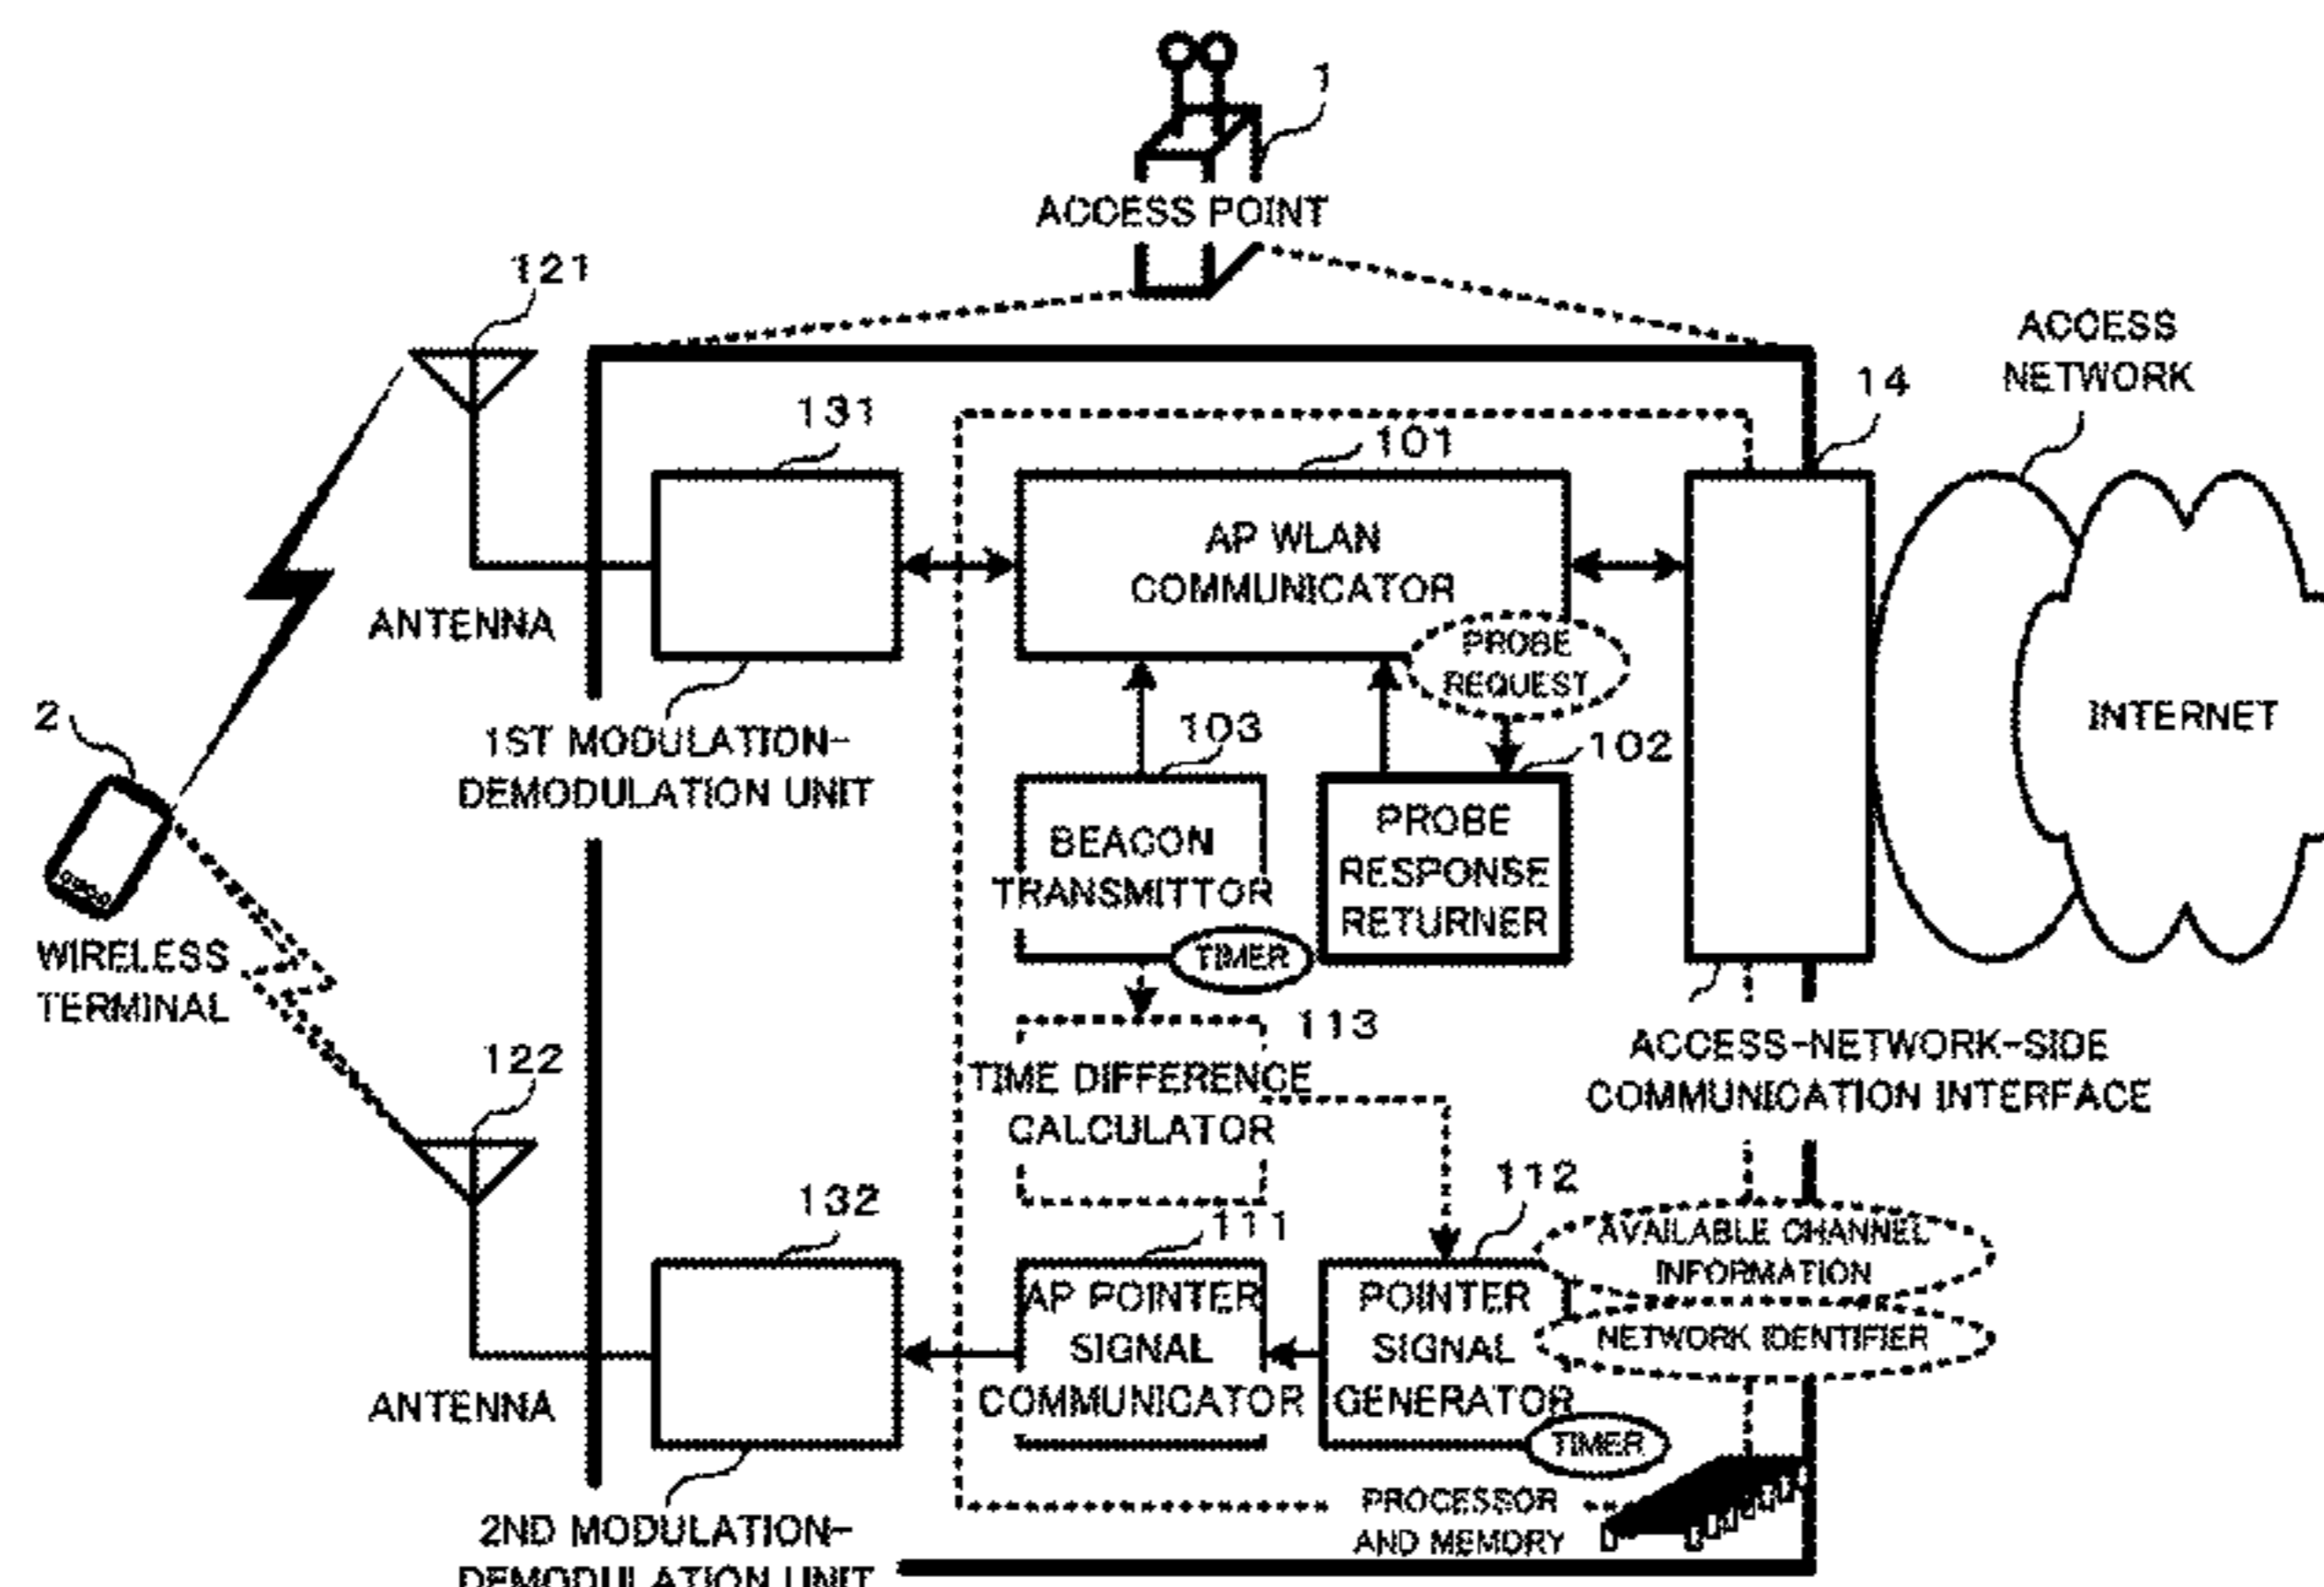 1
ACCESS POINT
121
ACCESS
NETWORK
14
131
101
AP WLAN
COMMUNICATOR
ANTENNA
PROBE
REQUEST
2
103
102
INTERNET
1ST MODULATION-
DEMODULATION UNIT
BEACON
TRANSMITTOR
TIMER
PROBE
RESPONSE
RETURNER
WIRELESS
TERMINAL
113
122
TIME DIFFERENCE
CALCULATOR
ACCESS-NETWORK-SIDE
COMMUNICATION INTERFACE
132
111
112
AVAILABLE CHANNEL
INFORMATION
NETWORK IDENTIFIER
AP POINTER
SIGNAL
COMMUNICATOR
POINTER
SIGNAL
GENERATOR
TIMER
ANTENNA
PROCESSOR
AND MEMORY
2ND MODULATION-
DEMODULATION UNIT